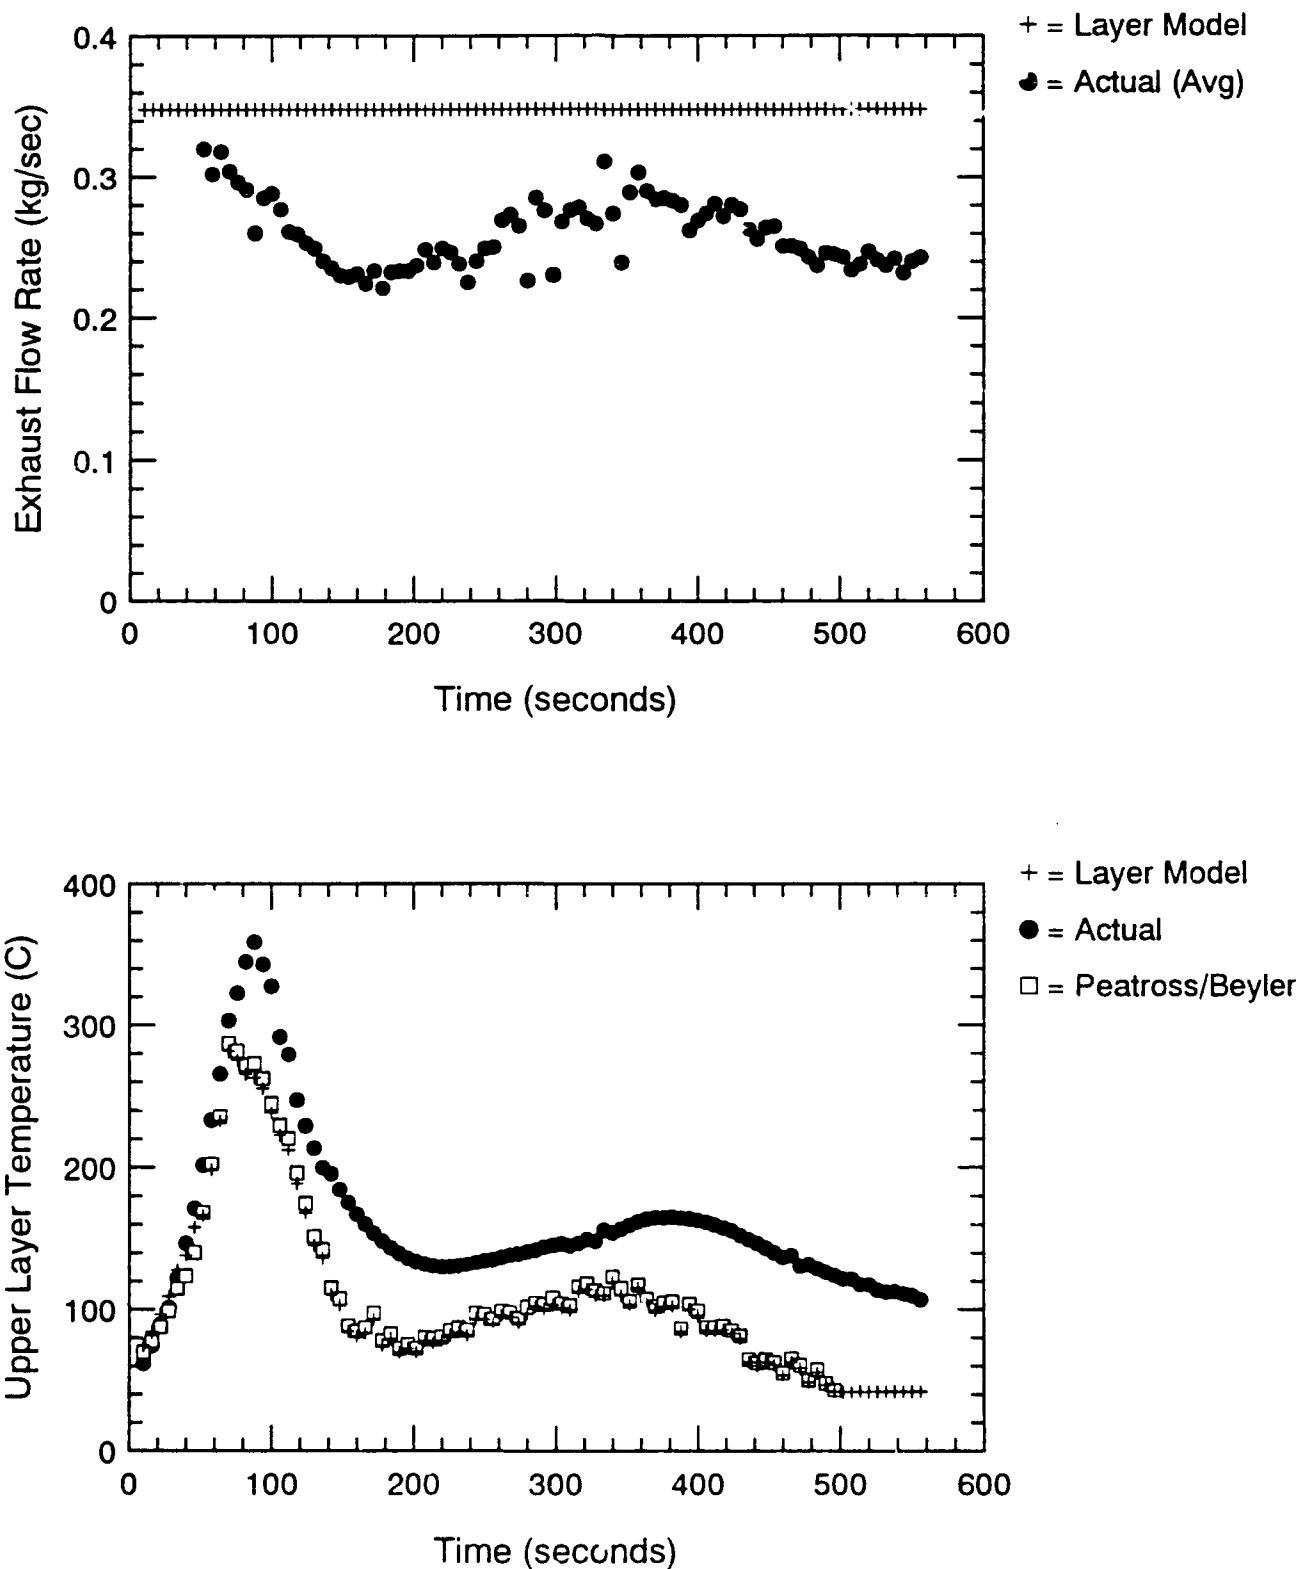 + = Layer Model
● = Actual (Avg)
Exhaust Flow Rate (kg/sec)
0.4
0.3
0.2
0.1
0
0 100 200 300 400 500 600
Time (seconds)
+ = Layer Model
● = Actual
□ = Peatross/Beyler
Upper Layer Temperature (C)
400
300
200
100
0
0 100 200 300 400 500 600
Time (seconds)